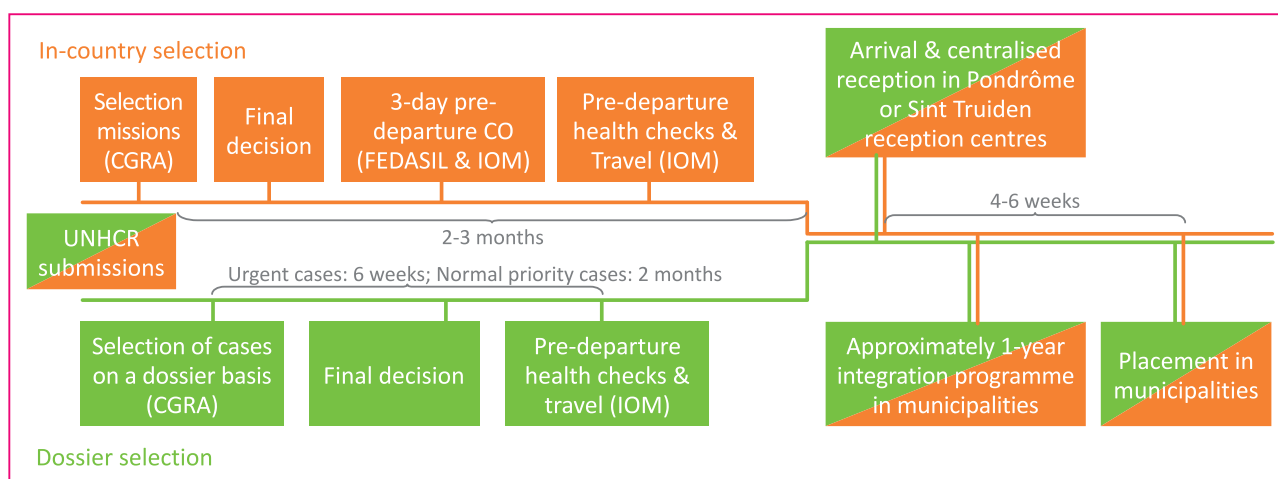 In-country selection
Selection
missions
(CGRA)
Final
decision
3-day pre-
departure CO
(FEDASIL & IOM)
Pre-departure
health checks &
Travel (IOM)
Arrival & centralised
reception in Pondrôme
or Sint Truiden
reception centres
4-6 weeks
2-3 months
UNHCR
submissions
Urgent cases: 6 weeks; Normal priority cases: 2 months
Selection of cases
on a dossier basis
(CGRA)
Final decision
Pre-departure
health checks &
travel (IOM)
Approximately 1-year
integration programme
in municipalities
Placement in
municipalities
Dossier selection